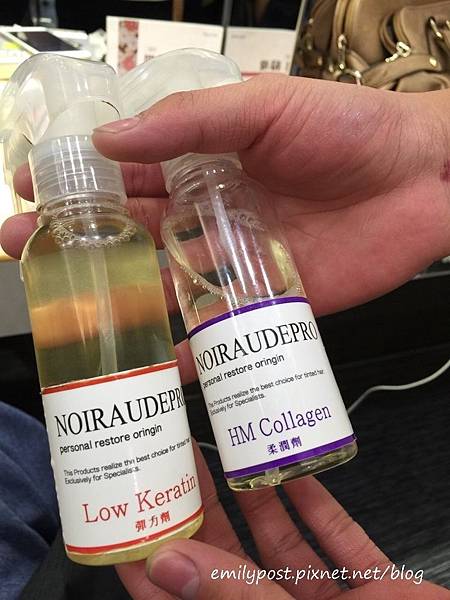 NOIRAUDEPRO
personal restore oringin
This Products realize the best choice for tinted hair.
Exclusively for Specialists.
Low Keratin
彈力劑
NOIRAUDEPRO
personal restore oringin
This Products realize the best choice for tinted hair.
Exclusively for Specialists.
HM Collagen
柔潤劑
emilypost.pixnet.net/blog